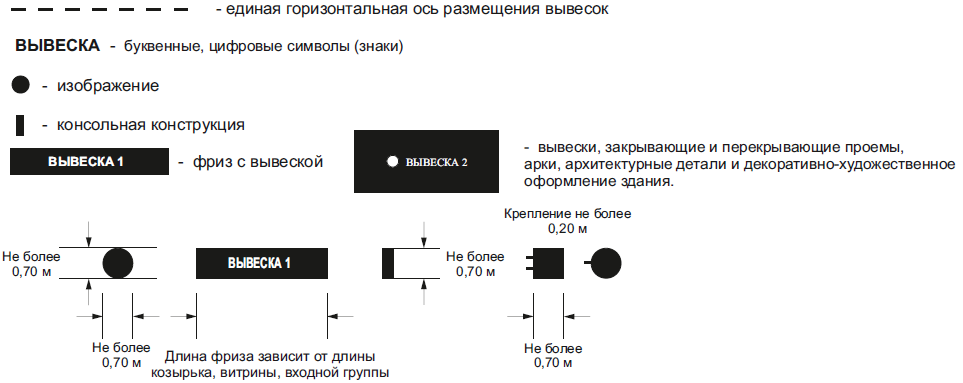 - единая горизонтальная ось размещения вывесок
ВЫВЕСКА - буквенные, цифровые символы (знаки)
- изображение
- консольная конструкция
ВЫВЕСКА 1 - фриз с вывеской
ВЫВЕСКА 2
- вывески, закрывающие и перекрывающие проемы,
арки, архитектурные детали и декоративно-художественное
оформление здания.
Крепление не более
0,20 м
Не более
0,70 м
ВЫВЕСКА 1
Не более
0,70 м
Не более
0,70 м
Длина фриза зависит от длины
козырька, витрины, входной группы
Не более
0,70 м